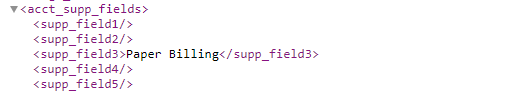 <acct_supp_fields>
<supp_field1/>
<supp_field2/>
<supp_field3>Paper Billing</supp_field3>
<supp_field4/>
<supp_field5/>